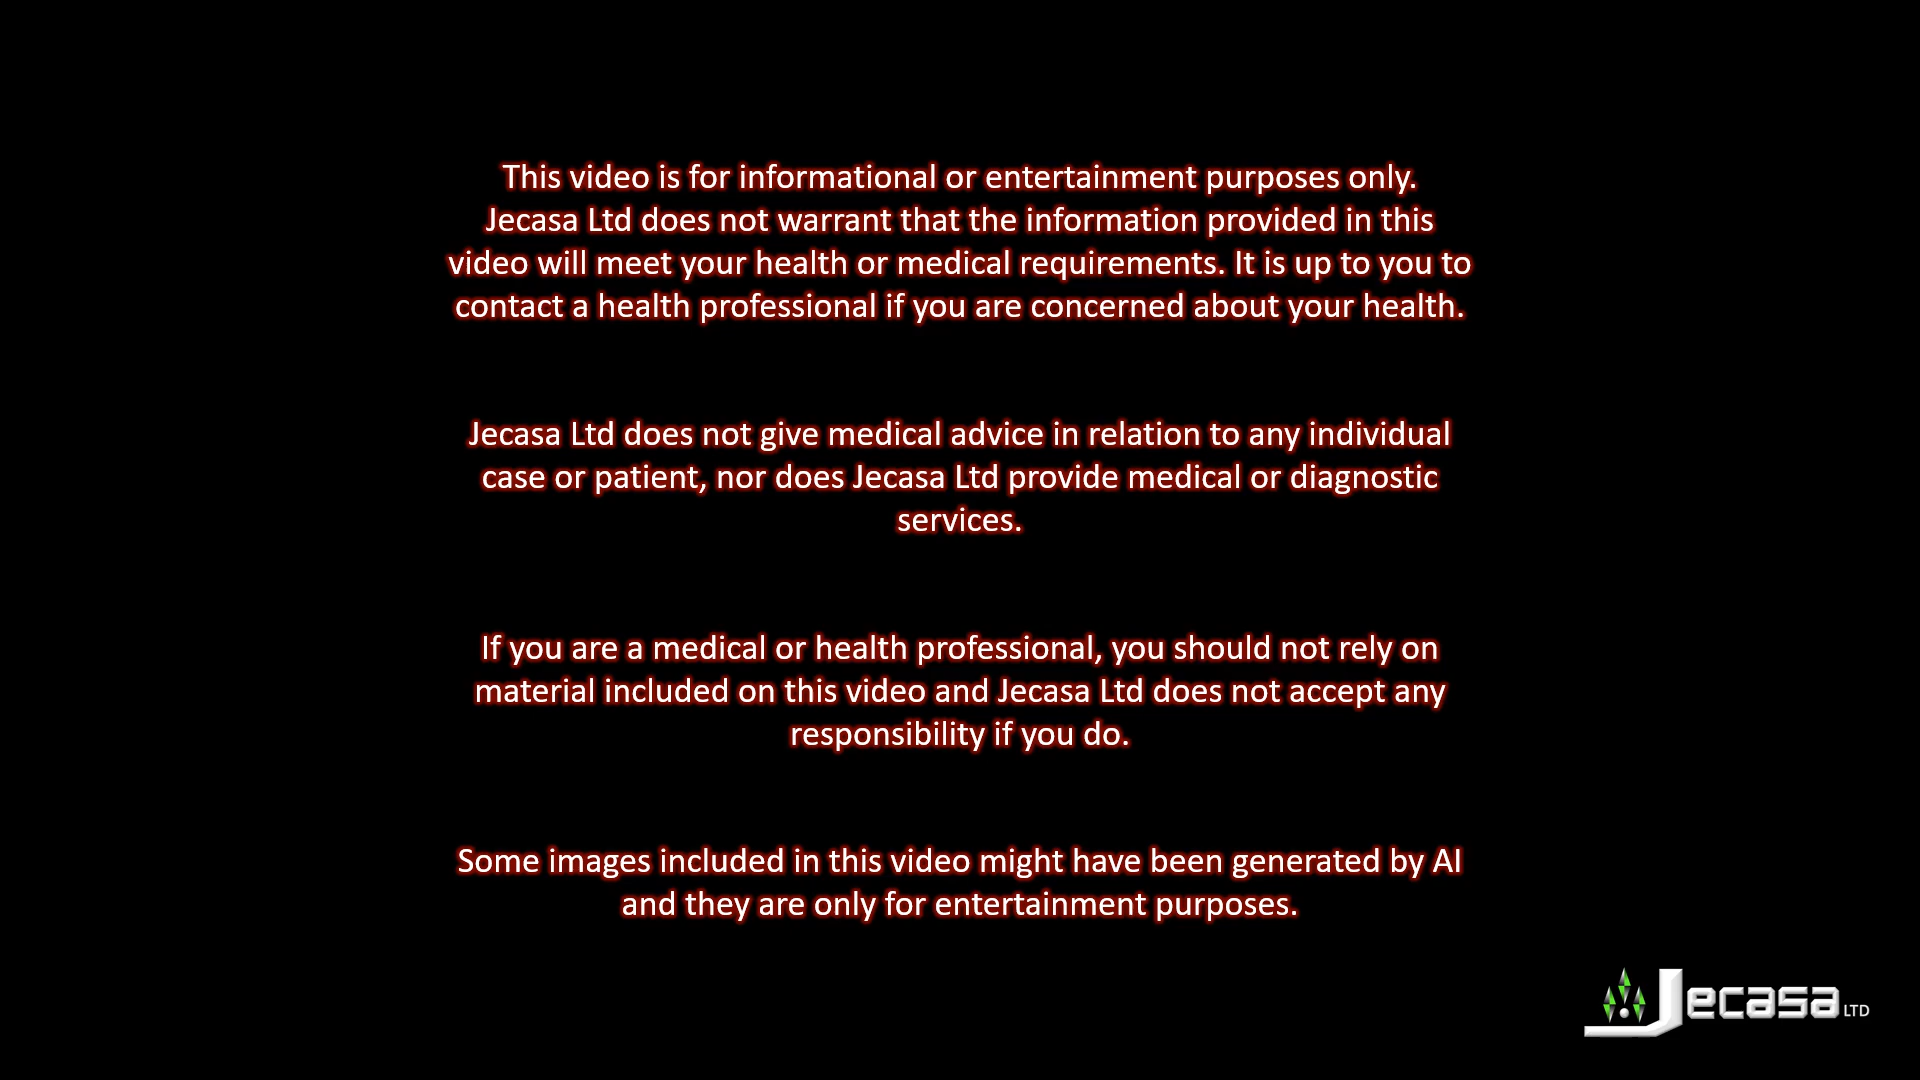 This video is for informational or entertainment purposes only.
Jecasa Ltd does not warrant that the information provided in this
video will meet your health or medical requirements. It is up to you to
contact a health professional if you are concerned about your health.
Jecasa Ltd does not give medical advice in relation to any individual
case or patient, nor does Jecasa Ltd provide medical or diagnostic
services.
If you are a medical or health professional, you should not rely on
material included on this video and Jecasa Ltd does not accept any
responsibility if you do.
Some images included in this video might have been generated by AI
and they are only for entertainment purposes.
Jecasa LTD